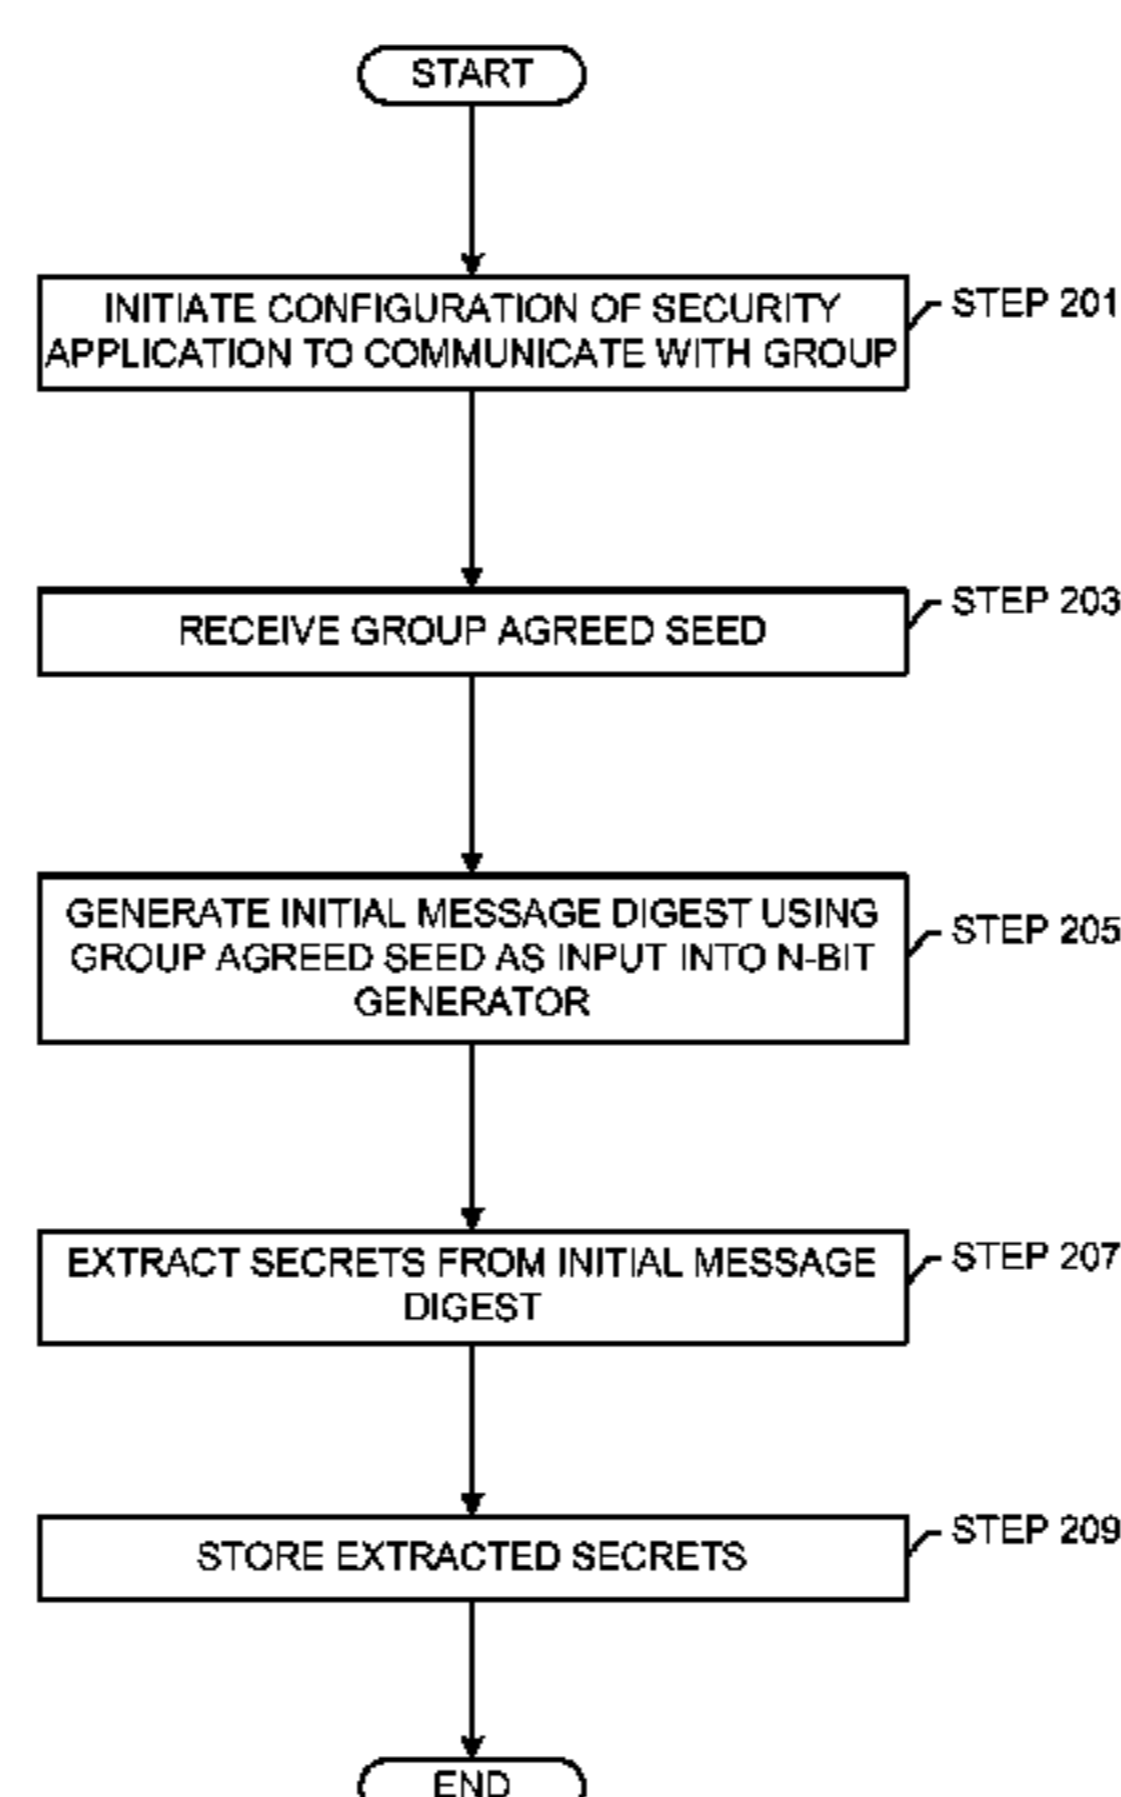 START
INITIATE CONFIGURATION OF SECURITY
APPLICATION TO COMMUNICATE WITH GROUP
STEP 201
RECEIVE GROUP AGREED SEED
STEP 203
GENERATE INITIAL MESSAGE DIGEST USING
GROUP AGREED SEED AS INPUT INTO N-BIT
GENERATOR
STEP 205
EXTRACT SECRETS FROM INITIAL MESSAGE
DIGEST
STEP 207
STORE EXTRACTED SECRETS
STEP 209
END